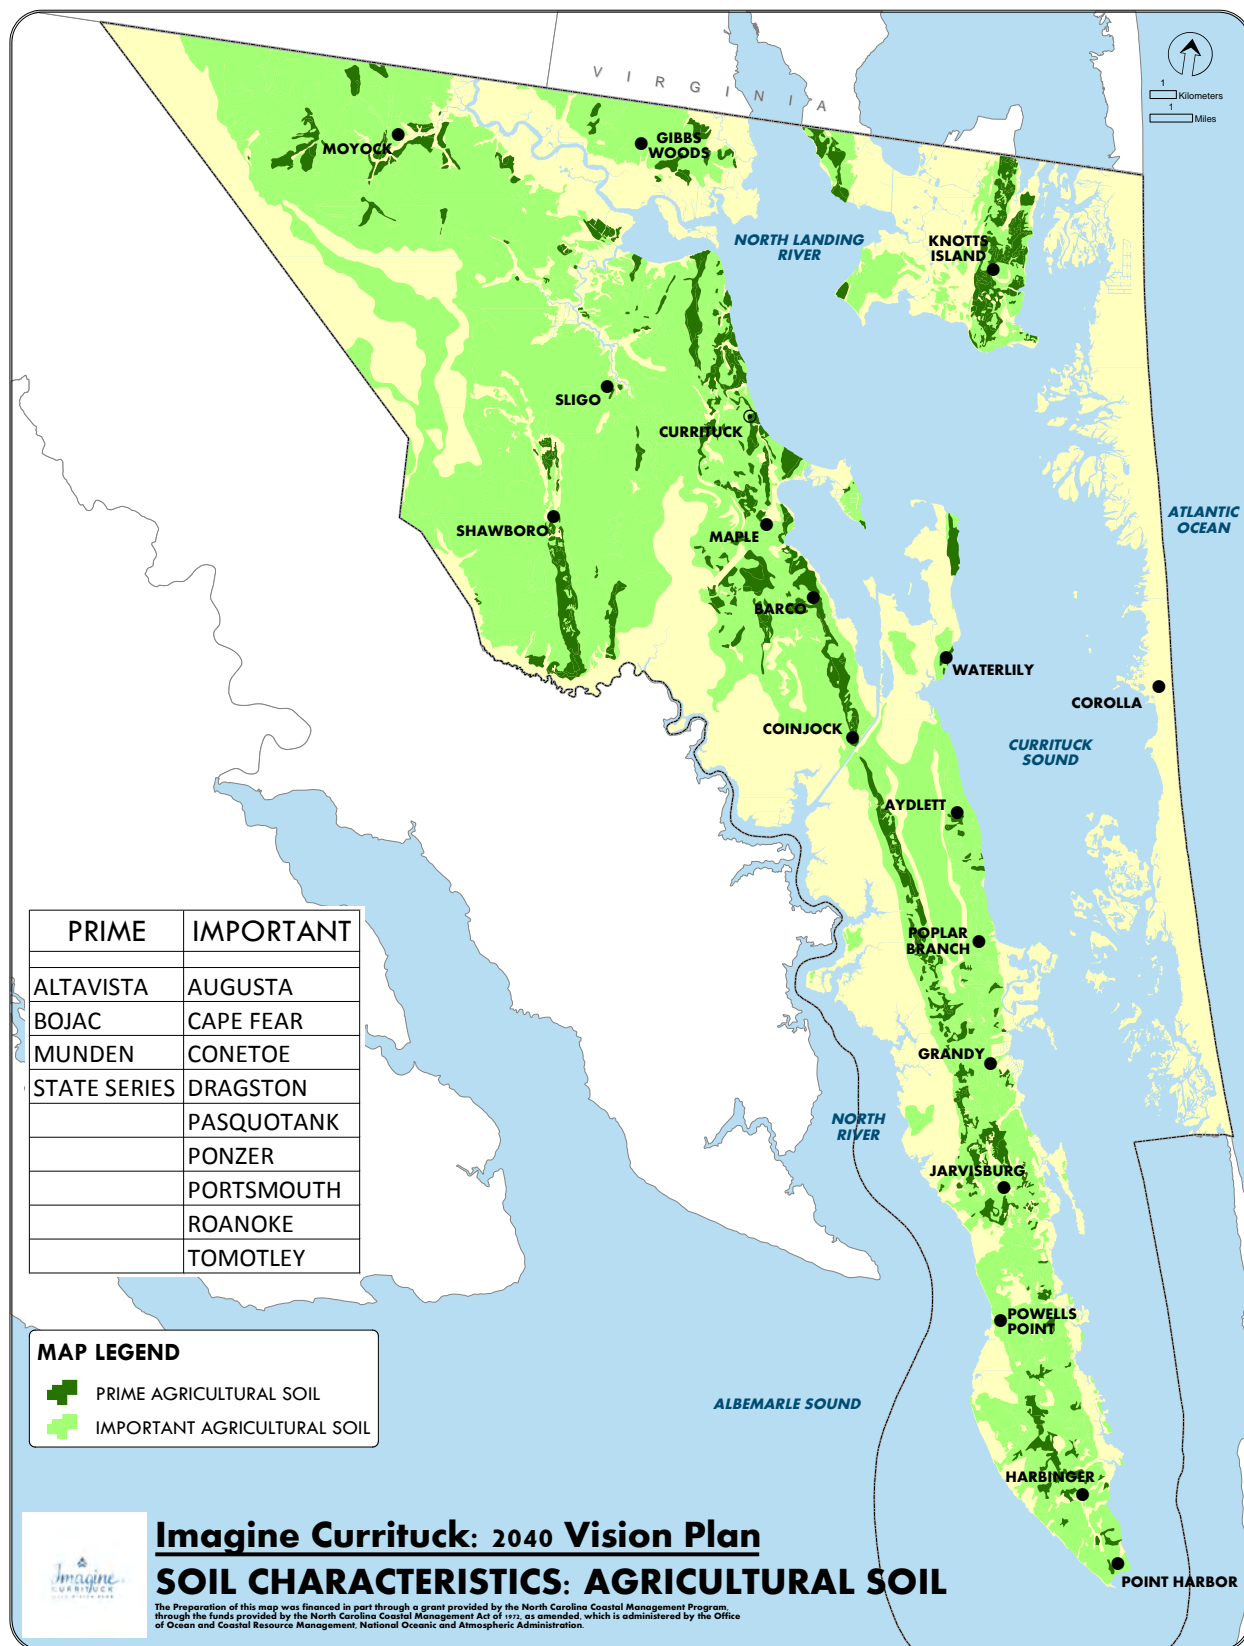 VIRGINIA
1
Kilometers
1
Miles
MOYOCK
GIBBS
WOODS
NORTH LANDING
RIVER
KNOTTS
ISLAND
SLIGO
CURRITUCK
SHAWBORO
MAPLE
ATLANTIC
OCEAN
BARCO
WATERLILY
COROLLA
COINJOCK
CURRITUCK
SOUND
AYDLETT
POPLAR
BRANCH
GRANDY
NORTH
RIVER
JARVISBURG
POWELLS
POINT
ALBEMARLE SOUND
HARBINGER
POINT HARBOR
PRIME IMPORTANT
ALTAVISTA AUGUSTA
BOJAC CAPE FEAR
MUNDEN CONETOE
STATE SERIES DRAGSTON
PASQUOTANK
PONZER
PORTSMOUTH
ROANOKE
TOMOTLEY
MAP LEGEND
PRIME AGRICULTURAL SOIL
IMPORTANT AGRICULTURAL SOIL
Imagine
CURRITUCK
Imagine Currituck: 2040 Vision Plan
SOIL CHARACTERISTICS: AGRICULTURAL SOIL
The Preparation of this map was financed in part through a grant provided by the North Carolina Coastal Management Program,
through the funds provided by the North Carolina Coastal Management Act of 1972, as amended, which is administered by the Office
of Ocean and Coastal Resource Management, National Oceanic and Atmospheric Administration.